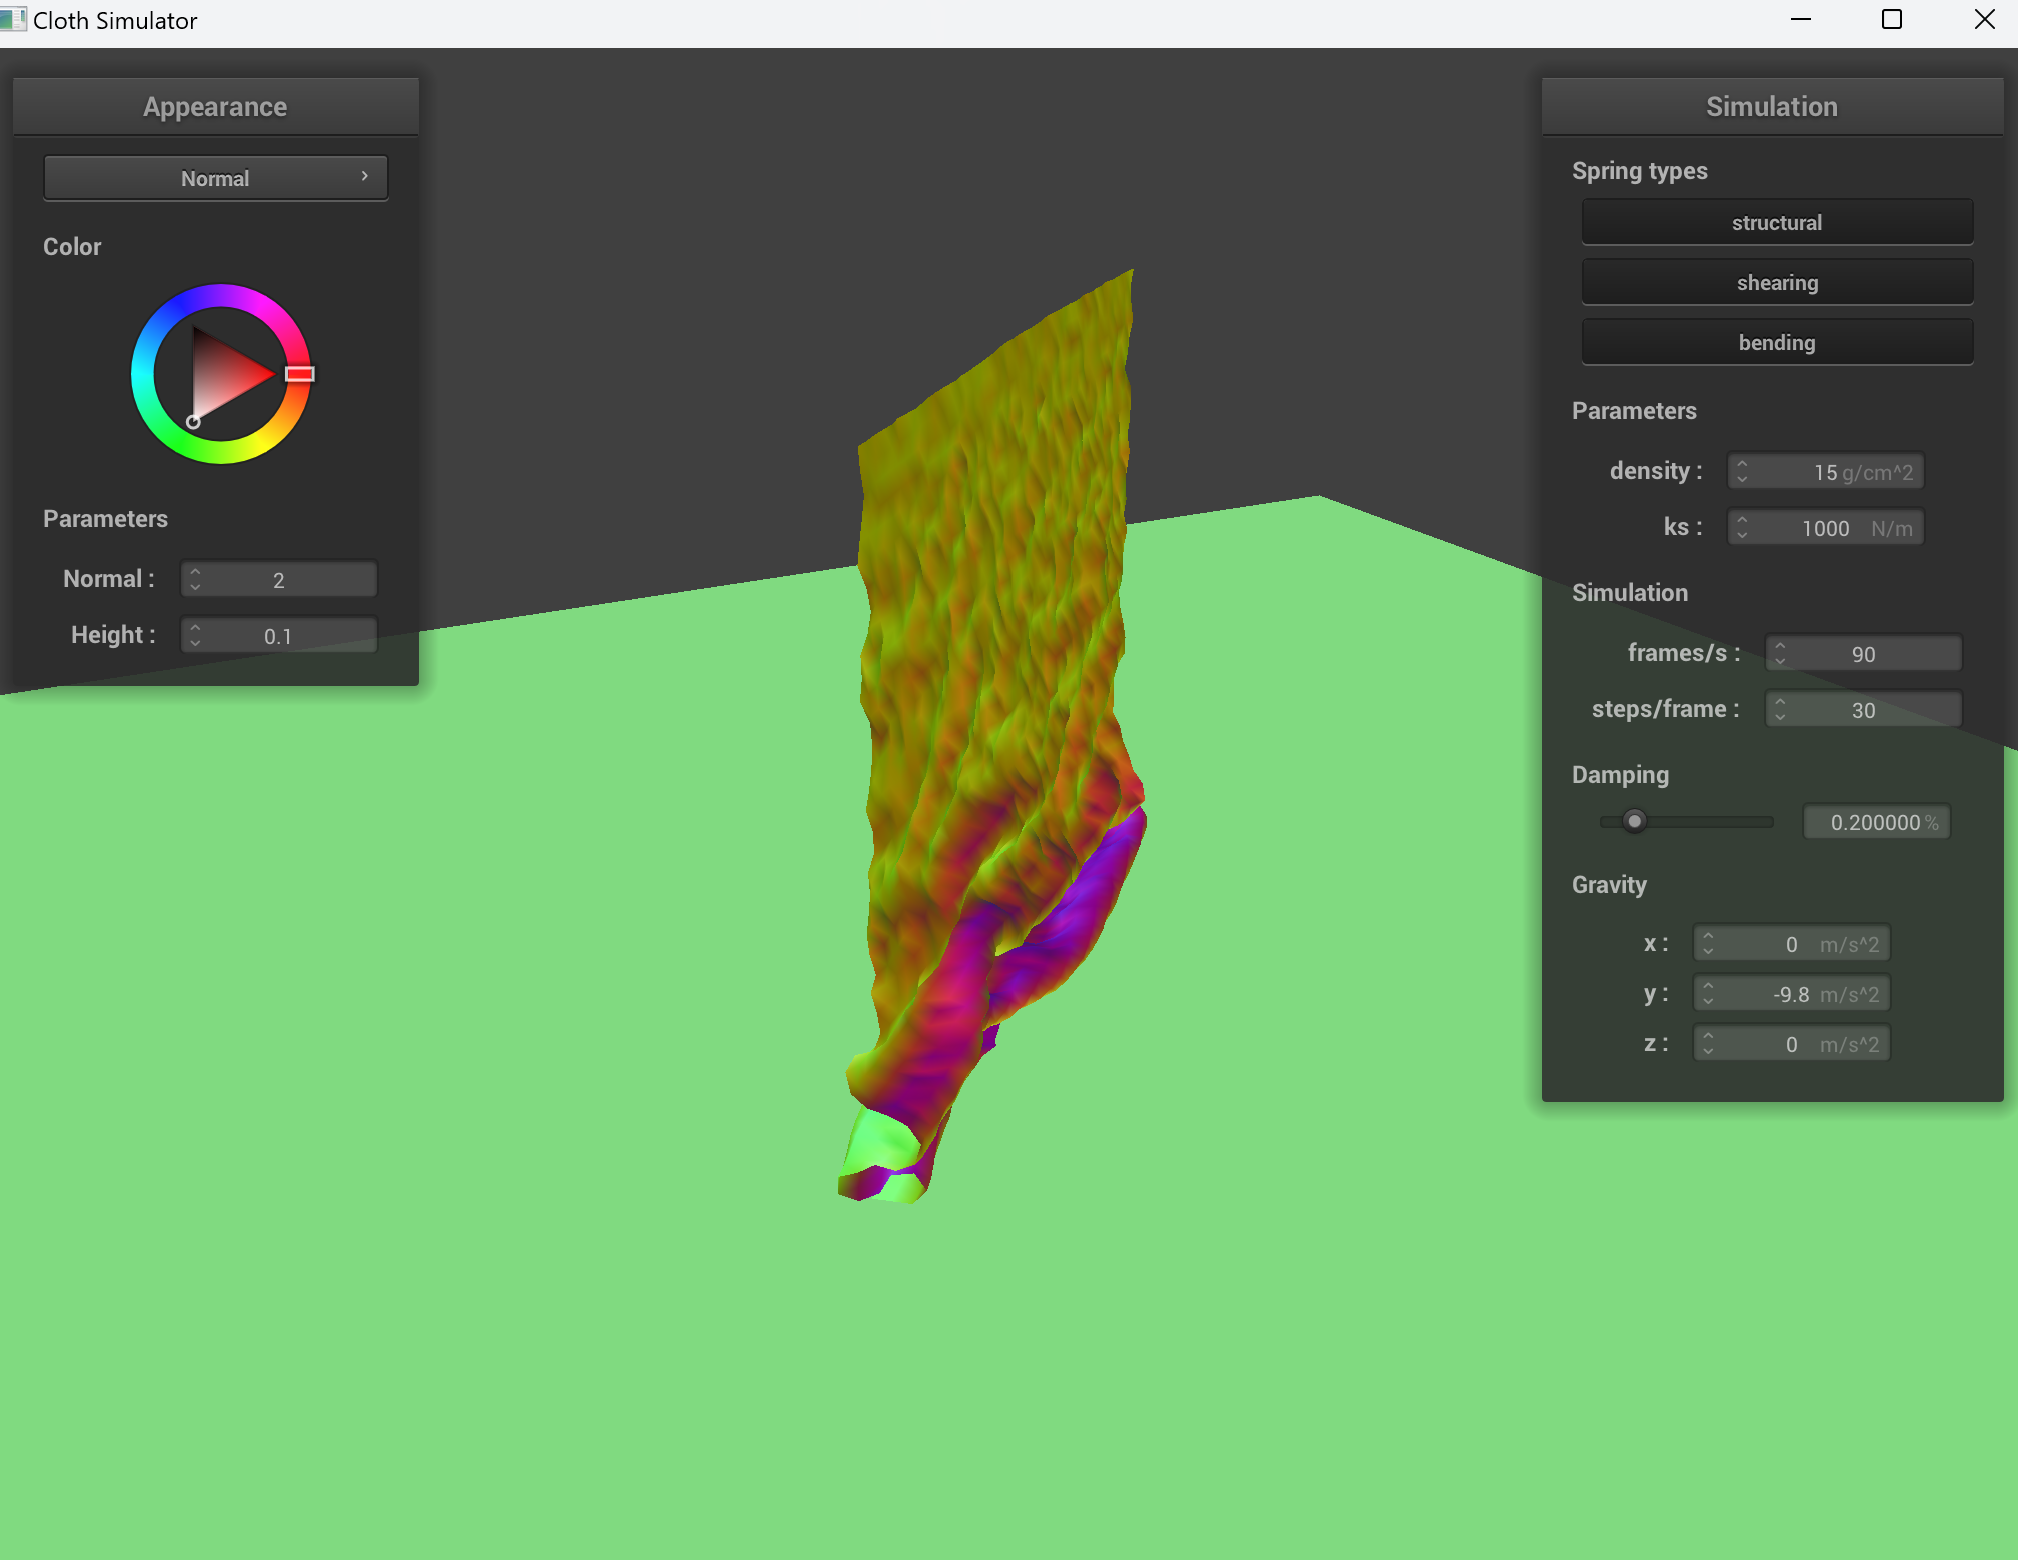 Cloth Simulator
Appearance
Normal
Color
Parameters
Normal : 2
Height : 0.1
Simulation
Spring types
structural
shearing
bending
Parameters
density : 15 g/cm^2
ks : 1000 N/m
Simulation
frames/s : 90
steps/frame : 30
Damping
0.200000 %
Gravity
x : 0 m/s^2
y : -9.8 m/s^2
z : 0 m/s^2